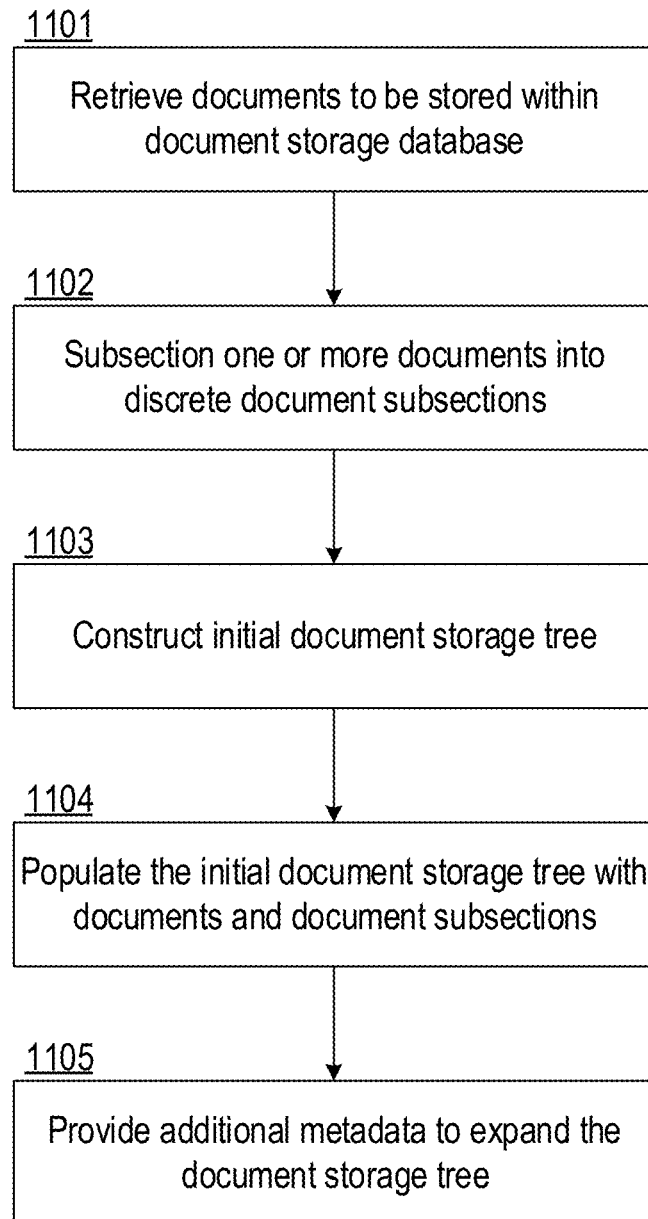 1101
Retrieve documents to be stored within
document storage database
1102
Subsection one or more documents into
discrete document subsections
1103
Construct initial document storage tree
1104
Populate the initial document storage tree with
documents and document subsections
1105
Provide additional metadata to expand the
document storage tree